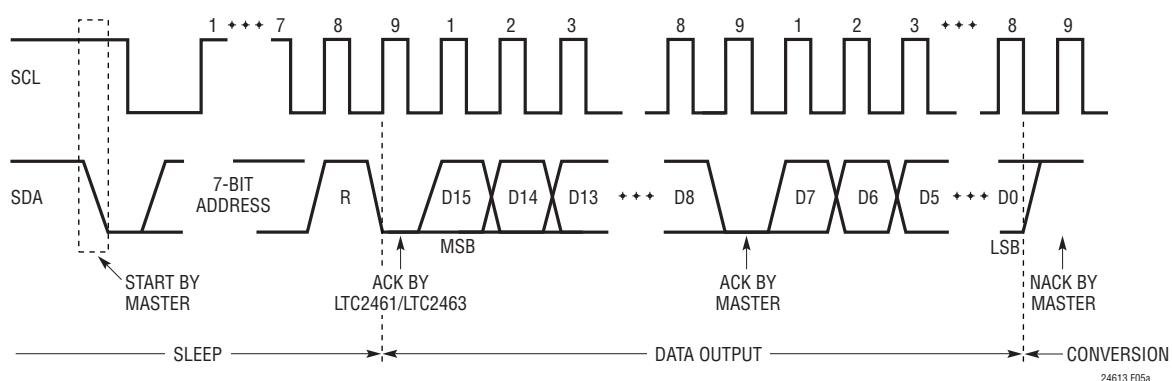 1 ✦✦✦ 7 8 9 1 2 3 8 9 1 2 3 ✦✦✦ 8 9
SCL
SDA
7-BIT
ADDRESS
R D15 D14 D13 ✦✦✦ D8 D7 D6 D5 ✦✦✦ D0
MSB LSB
START BY
MASTER
ACK BY
LTC2461/LTC2463
ACK BY
MASTER
NACK BY
MASTER
SLEEP DATA OUTPUT CONVERSION
24613 F05a